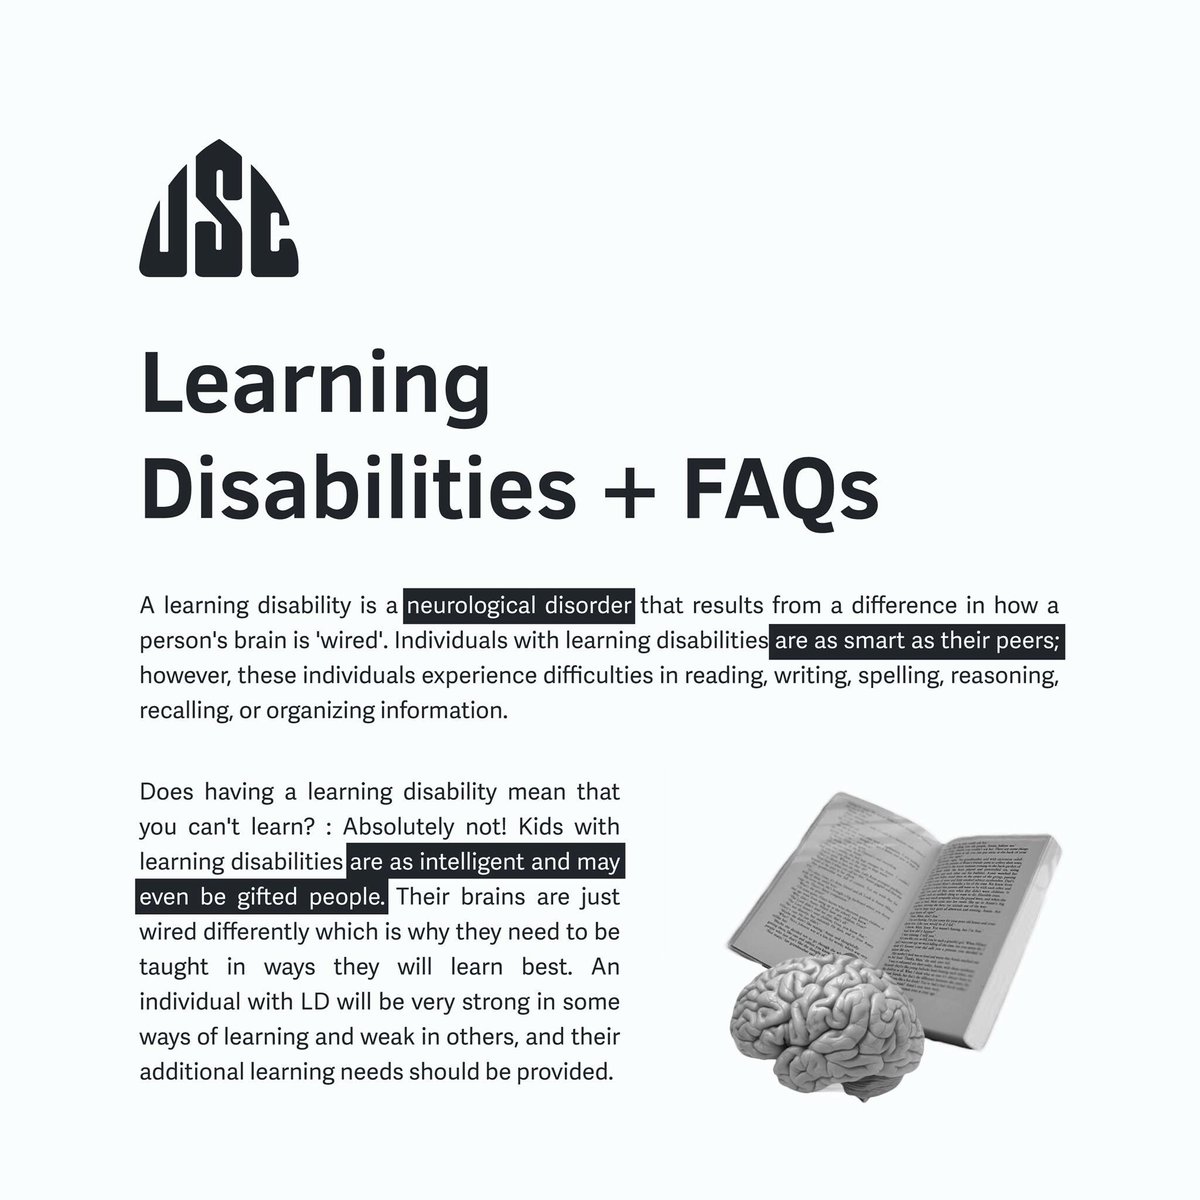 USC
Learning
Disabilities + FAQs
A learning disability is a neurological disorder that results from a difference in how a
person's brain is 'wired'. Individuals with learning disabilities are as smart as their peers;
however, these individuals experience difficulties in reading, writing, spelling, reasoning,
recalling, or organizing information.
Does having a learning disability mean that
you can't learn? : Absolutely not! Kids with
learning disabilities are as intelligent and may
even be gifted people. Their brains are just
wired differently which is why they need to be
taught in ways they will learn best. An
individual with LD will be very strong in some
ways of learning and weak in others, and their
additional learning needs should be provided.